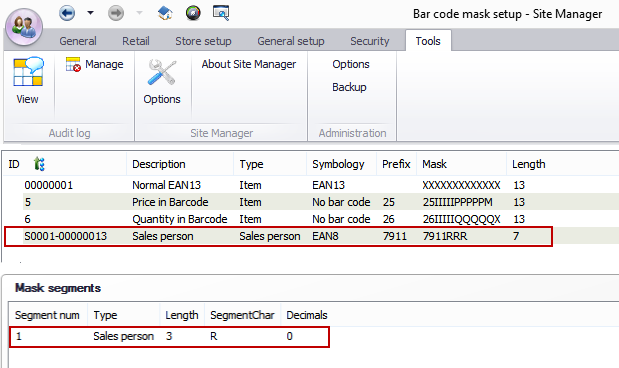 Bar code mask setup - Site Manager
General Retail Store setup General setup Security Tools
View Manage Options About Site Manager Options
Backup
Audit log Site Manager Administration
ID Description Type Symbology Prefix Mask Length
00000001 Normal EAN13 Item EAN13 XXXXXXXXXXXXX 13
5 Price in Barcode Item No bar code 25 25IIIIIPPPPPM 13
6 Quantity in Barcode Item No bar code 26 26IIIIIQQQQQX 13
S0001-00000013 Sales person Sales person EAN8 7911 7911RRR 7
Mask segments
Segment num Type Length SegmentChar Decimals
1 Sales person 3 R 0